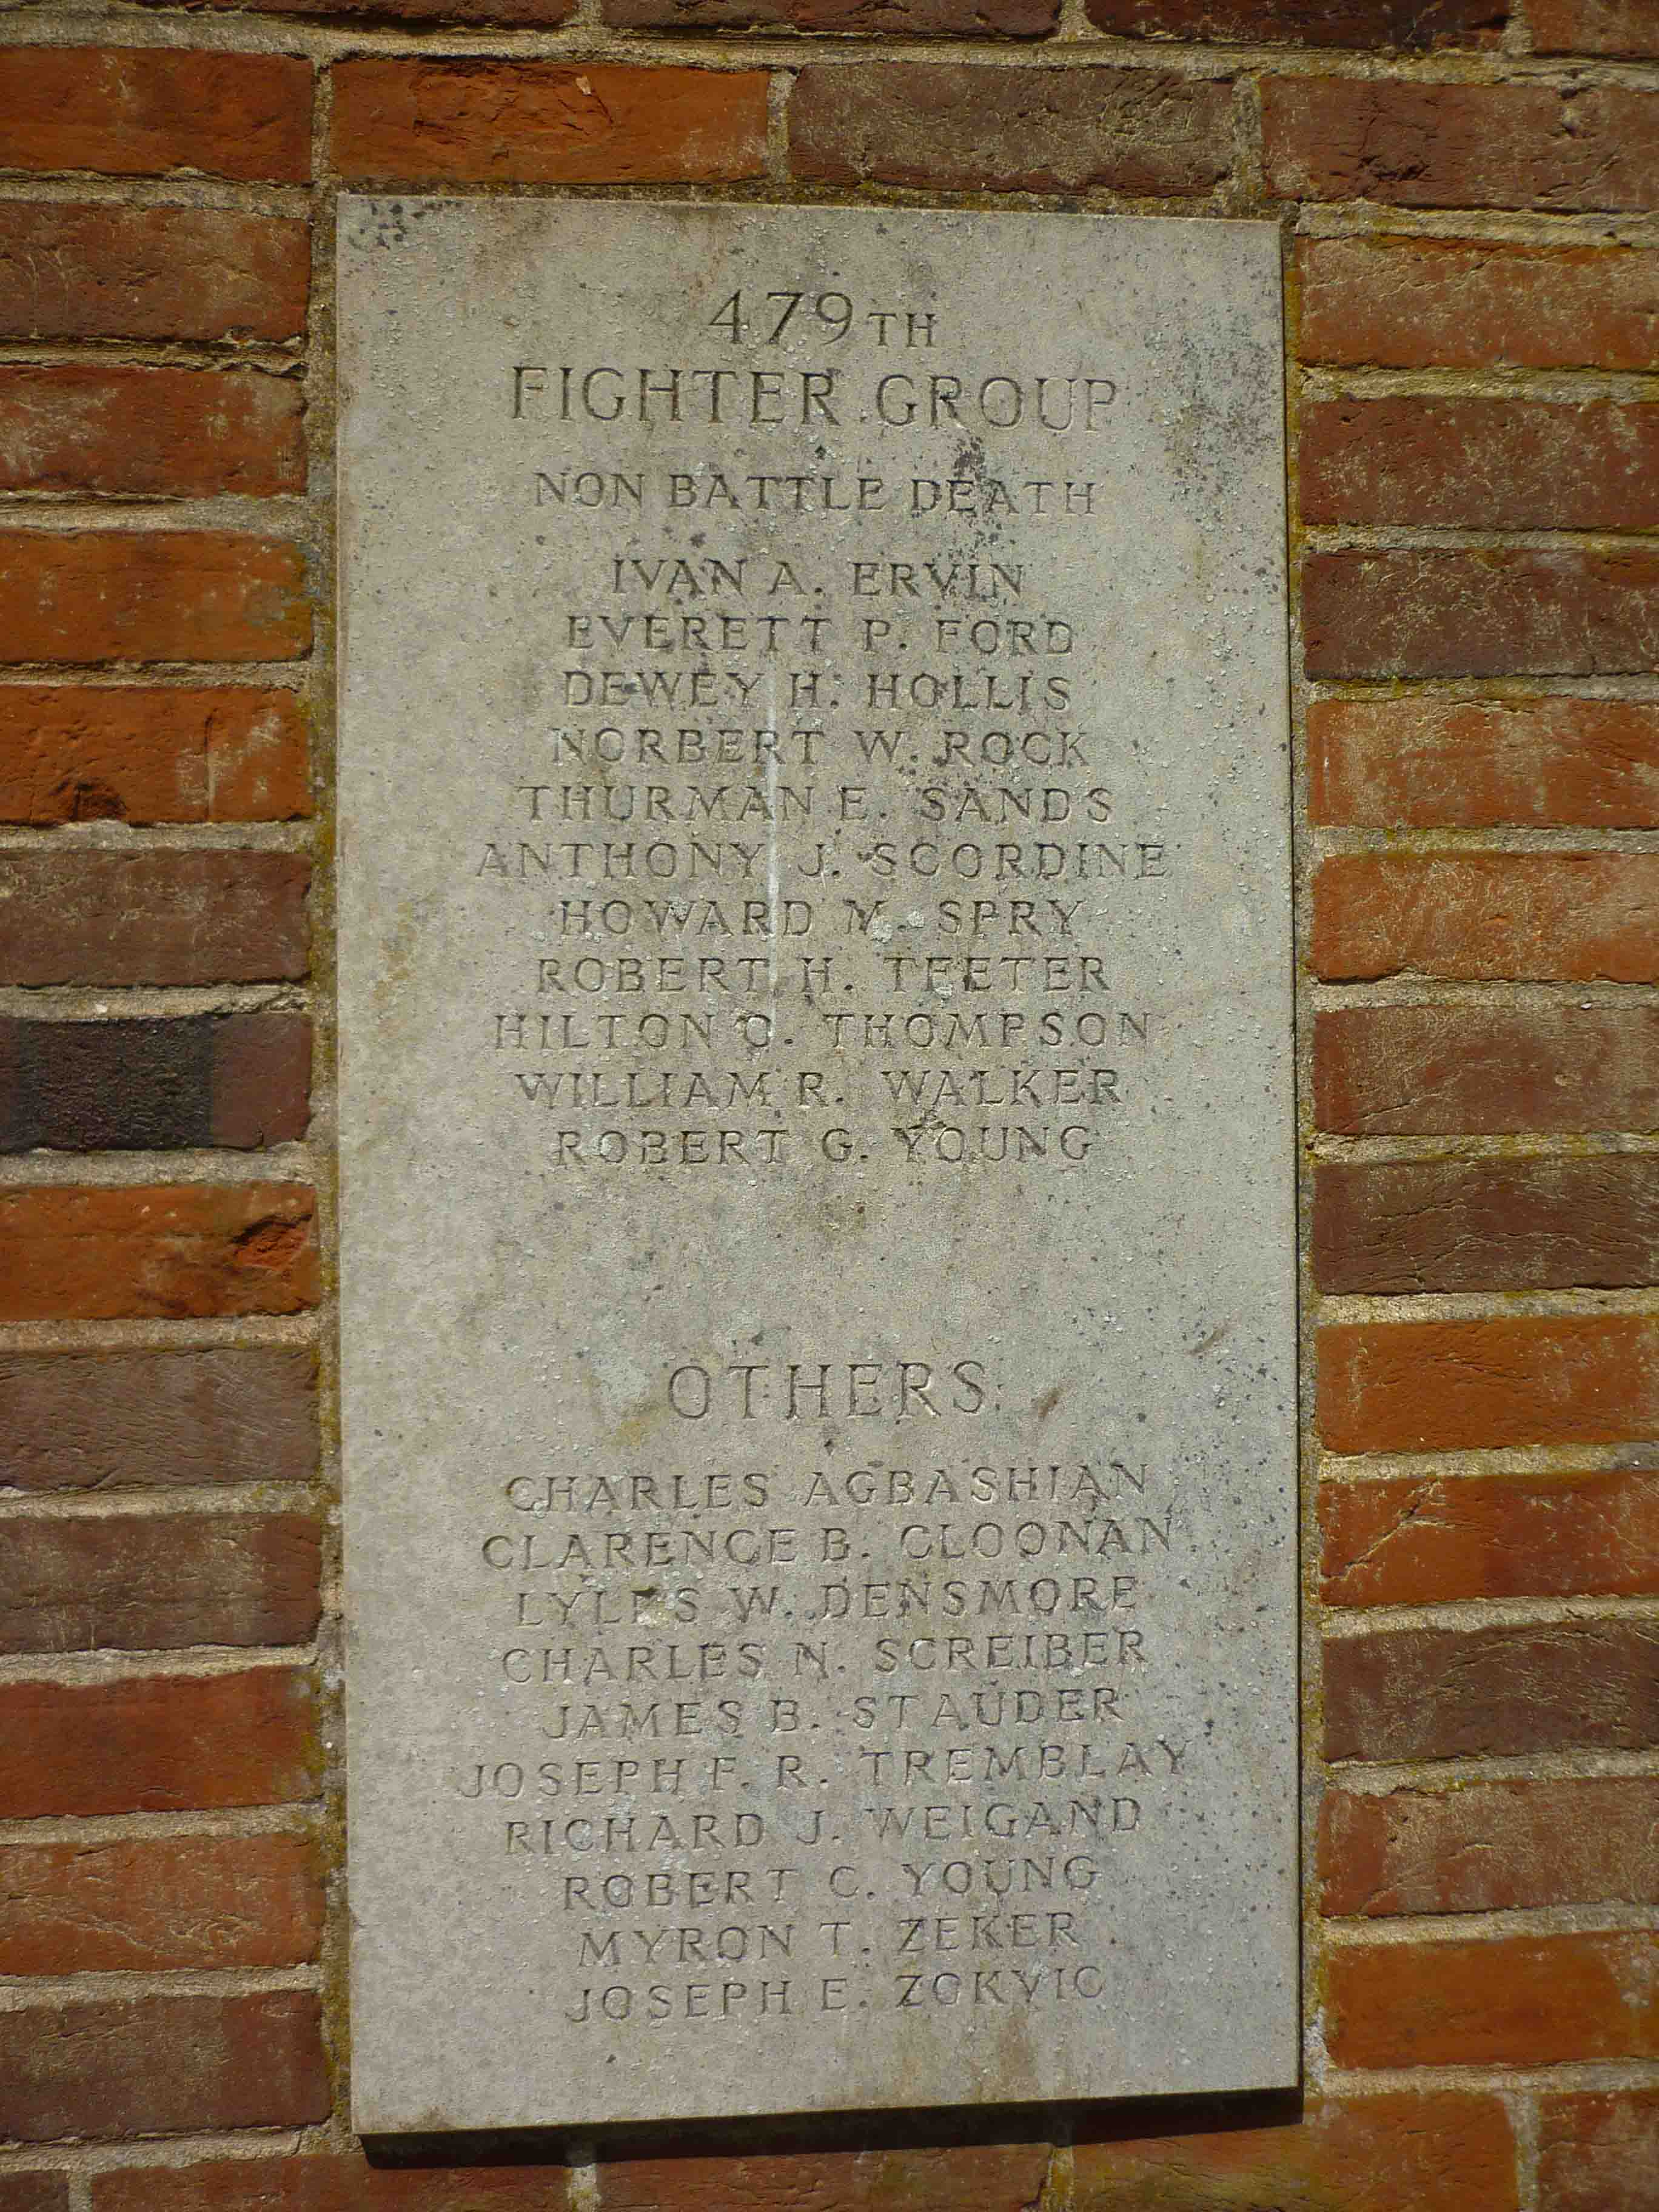 479TH
FIGHTER GROUP
NON BATTLE DEATH
IVAN A. ERVIN
EVERETT P. FORD
DEWEY H. HOLLIS
NORBERT W. ROCK
THURMAN E. SANDS
ANTHONY J. SCORDINE
HOWARD M. SPRY
ROBERT H. TEETER
HILTON O. THOMPSON
WILLIAM R. WALKER
ROBERT G. YOUNG
OTHERS
CHARLES AGBASHIAN
CLARENCE B. CLOONAN
LYLES W. DENSMORE
CHARLES N. SCREIBER
JAMES B. STAUDER
JOSEPH F. R. TREMBLAY
RICHARD J. WEIGAND
ROBERT C. YOUNG
MYRON T. ZEKER
JOSEPH E. ZOKVIC